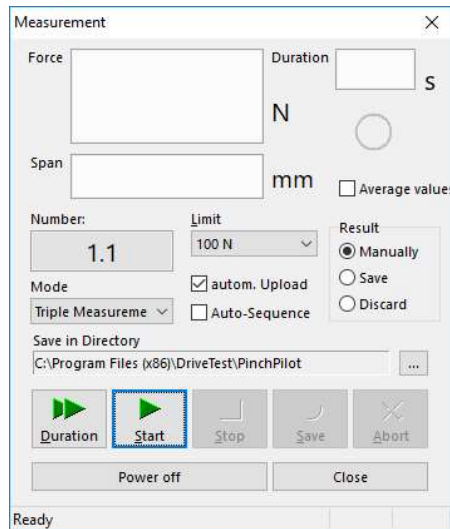 Measurement
Force
Duration
s
N
Span
mm
Average values
Number:
Limit
Result
1.1
100 N
Manually
Mode
autom. Upload
Save
Triple Measureme
Auto-Sequence
Discard
Save in Directory
C:\Program Files (x86)\DriveTest\PinchPilot
...
Duration
Start
Stop
Save
Abort
Power off
Close
Ready